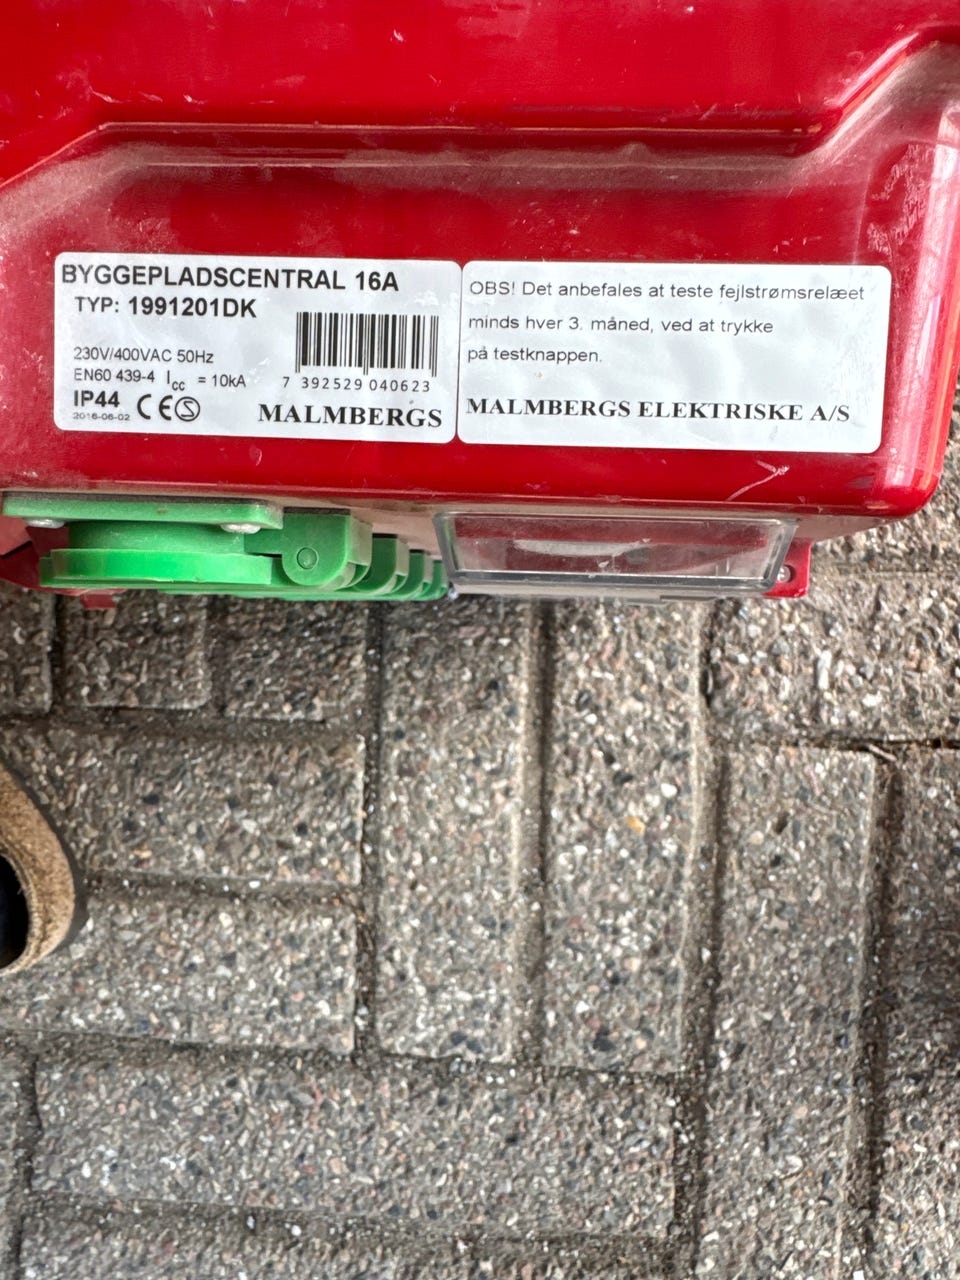 BYGGEPLADSCENTRAL 16A
TYP: 1991201DK
230V/400VAC 50Hz
EN60 439-4 Icc = 10kA
IP44
2016-06-02 CE S
7 392529 040623
MALMBERGS
OBS! Det anbefales at teste fejlstrømsrelæet
minds hver 3. måned, ved at trykke
på testknappen.
MALMBERGS ELEKTRISKE A/S